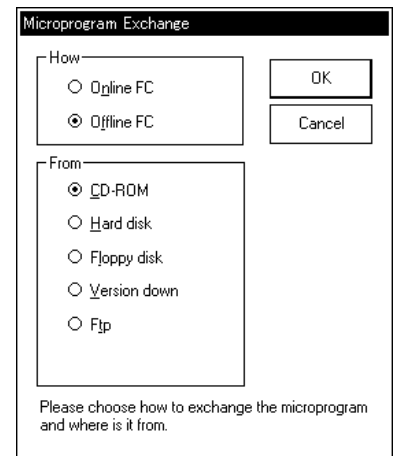 Microprogram Exchange
How
Online FC
Offline FC
OK
Cancel
From
CD-ROM
Hard disk
Floppy disk
Version down
Ftp
Please choose how to exchange the microprogram
and where is it from.